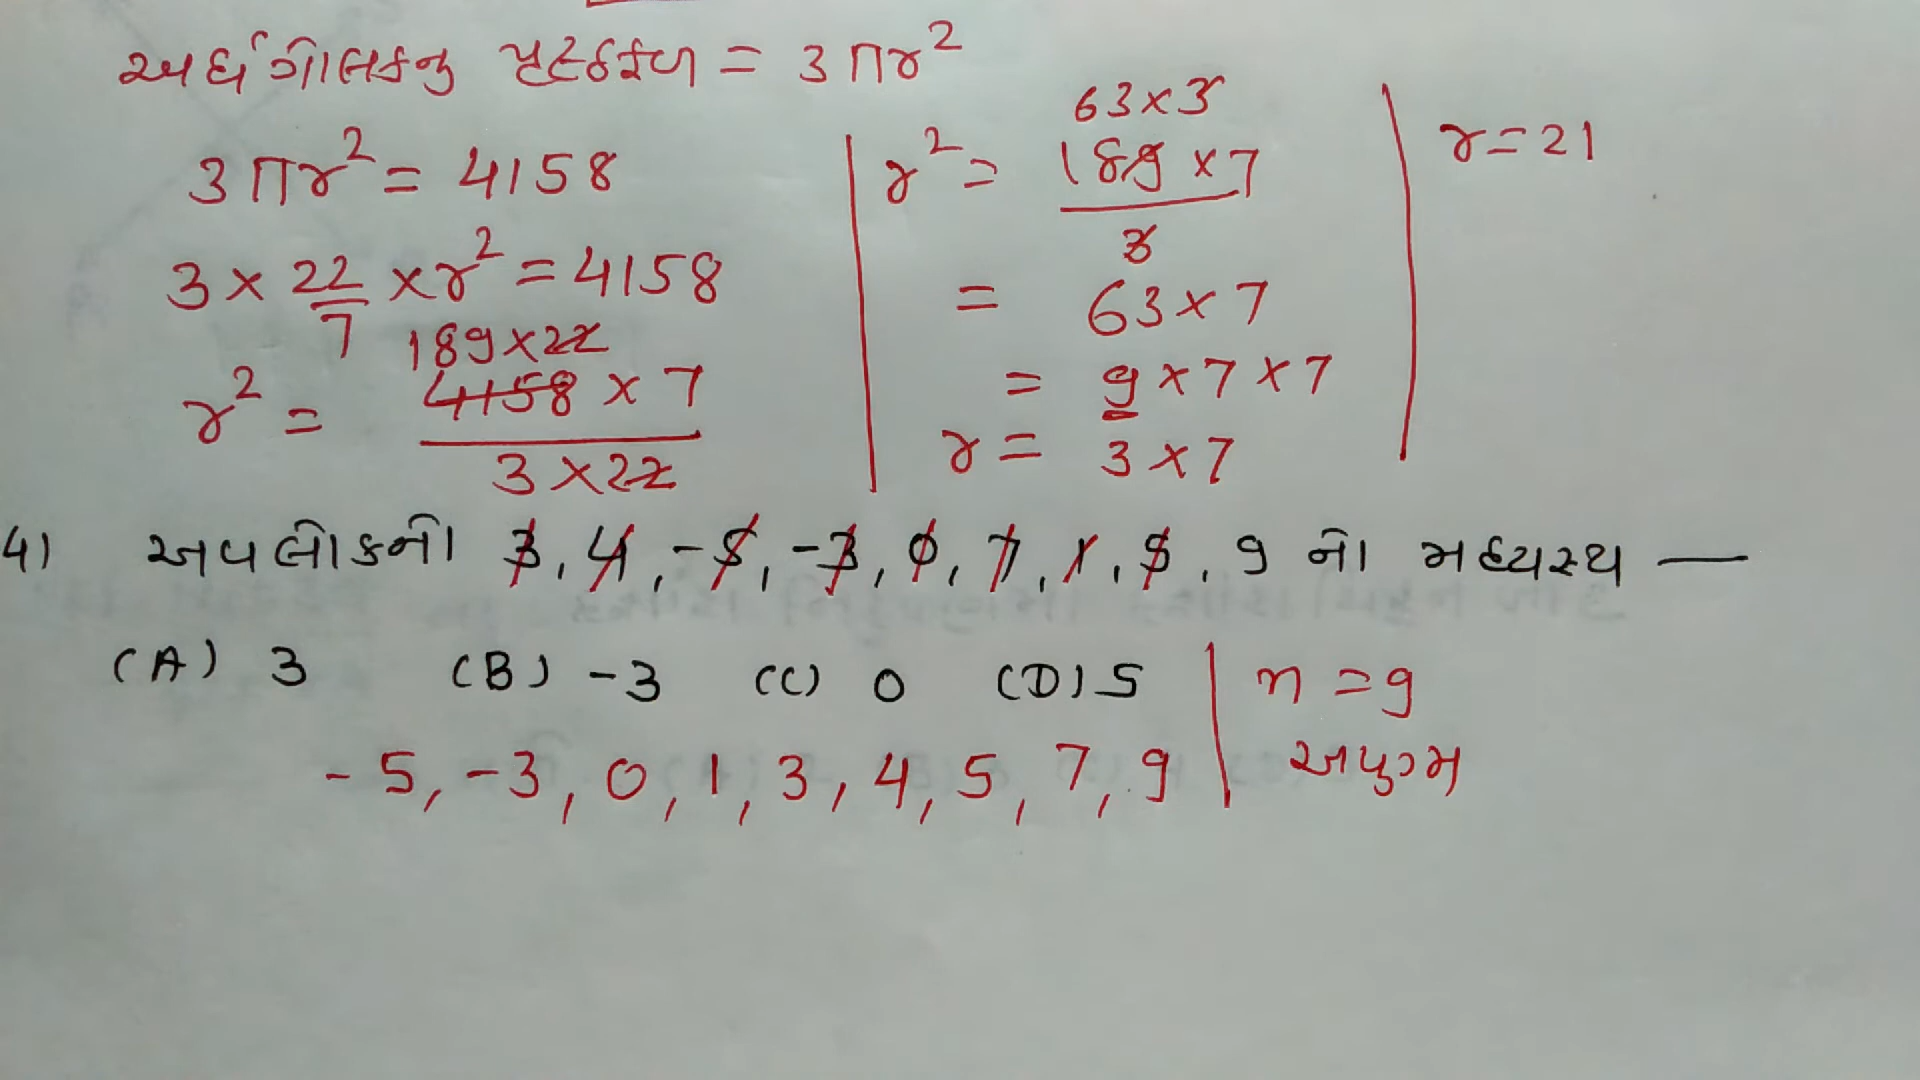 અર્ધગોલકનુ પૃષ્ઠફળ = 3πr²
3πr² = 4158
3 × 22/7 × r² = 4158
189×22
r² = 4158 × 7 / 3 × 22
63×3
r² = 189 × 7 / 3
= 63 × 7
= 9 × 7 × 7
r = 3 × 7
r = 21
4) અવલોકનો 3, 4, -5, -3, 0, 7, 1, 5, 9 નો મધ્યસ્થ —
(A) 3 (B) -3 (C) 0 (D) 5
-5, -3, 0, 1, 3, 4, 5, 7, 9
n = 9
અયુગ્મ